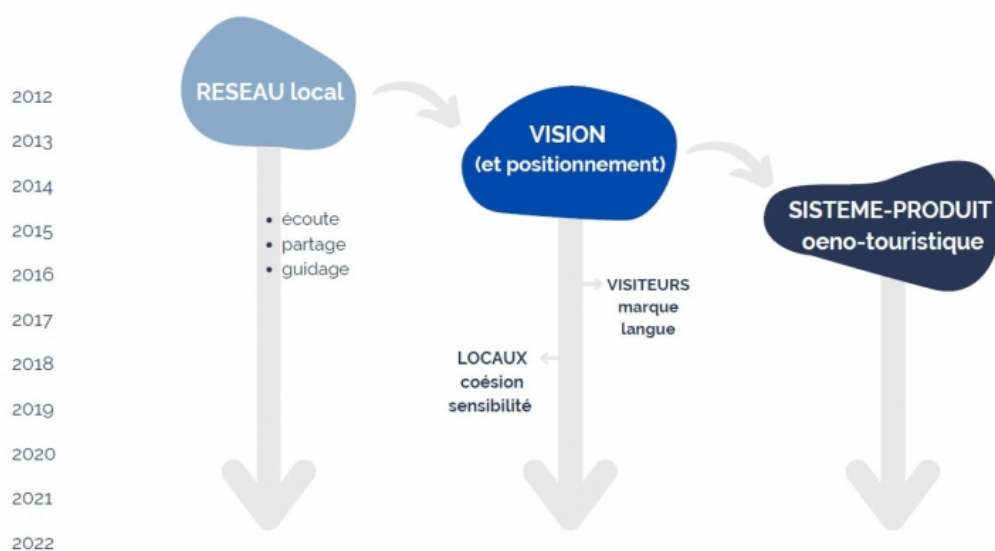 2012
2013
2014
2015
2016
2017
2018
2019
2020
2021
2022
RESEAU local
• écoute
• partage
• guidage
VISION
(et positionnement)
VISITEURS
marque
langue
LOCAUX
coésion
sensibilité
SISTEME-PRODUIT
oeno-touristique